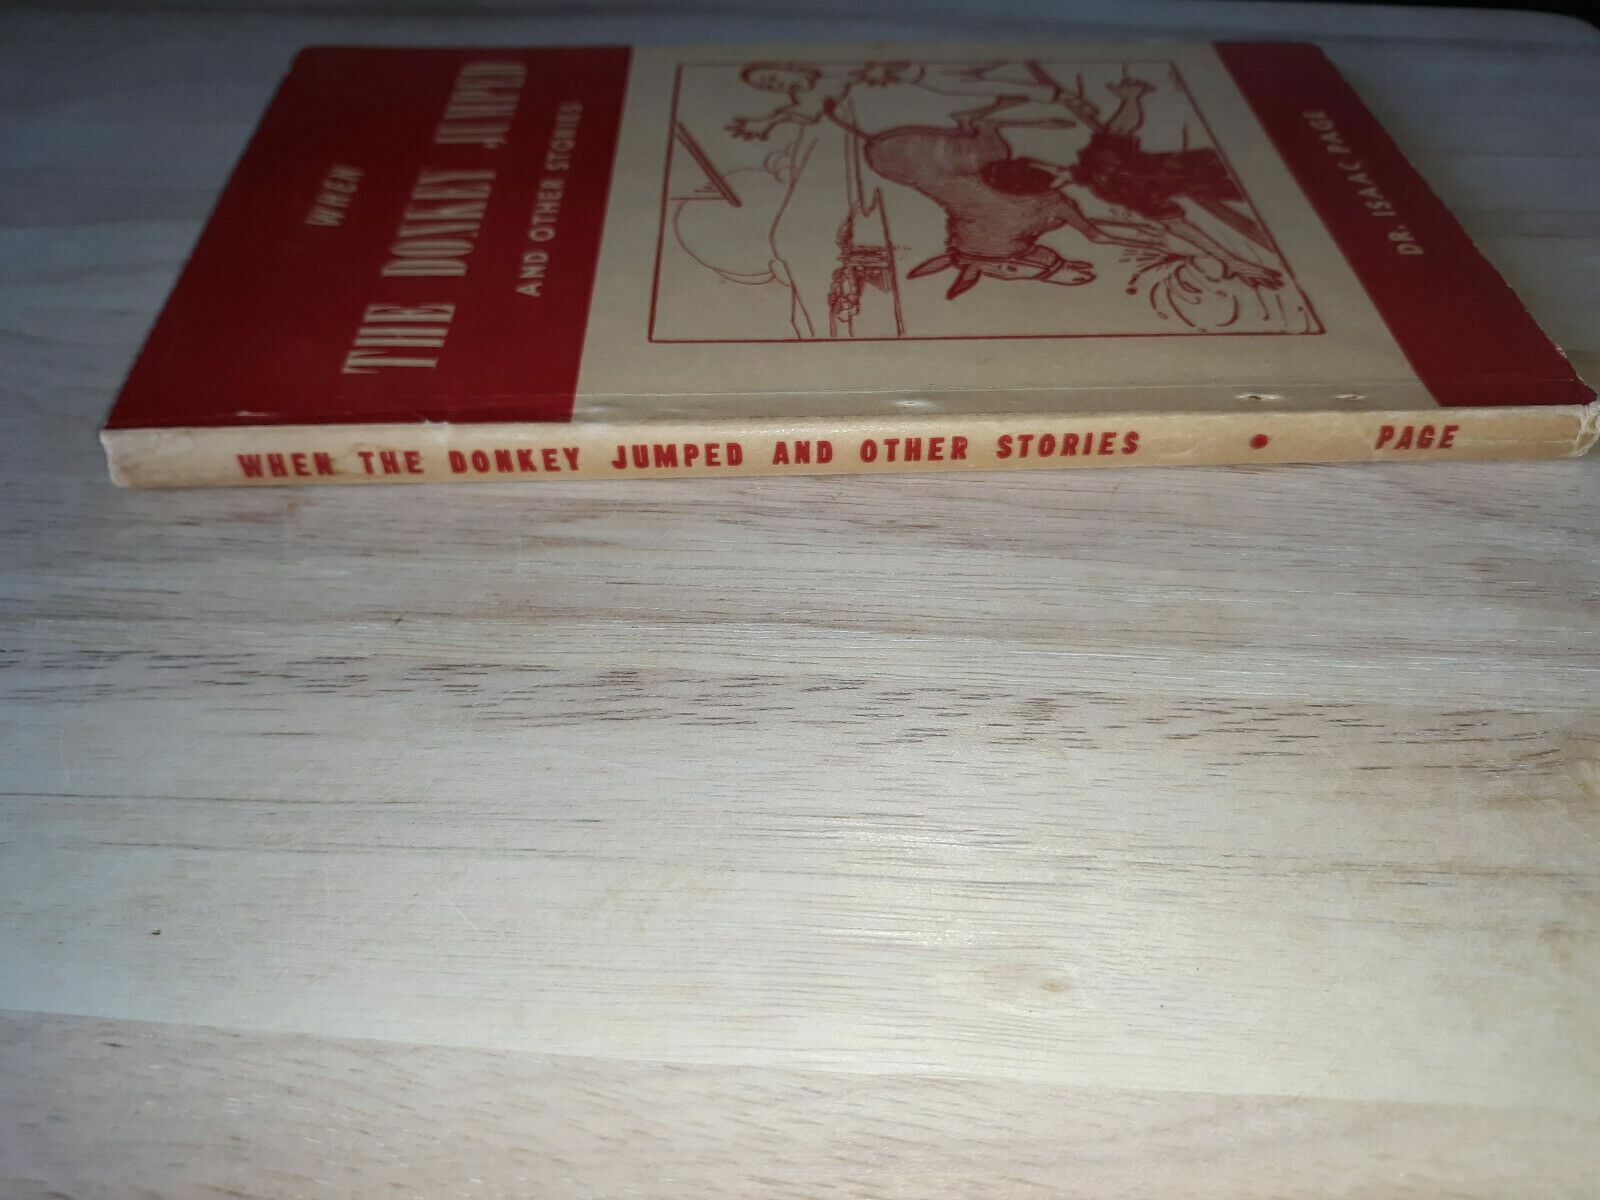 WHEN
THE DONKEY JUMPED
AND OTHER STORIES
DR. ISAAC PAGE
WHEN THE DONKEY JUMPED AND OTHER STORIES • PAGE